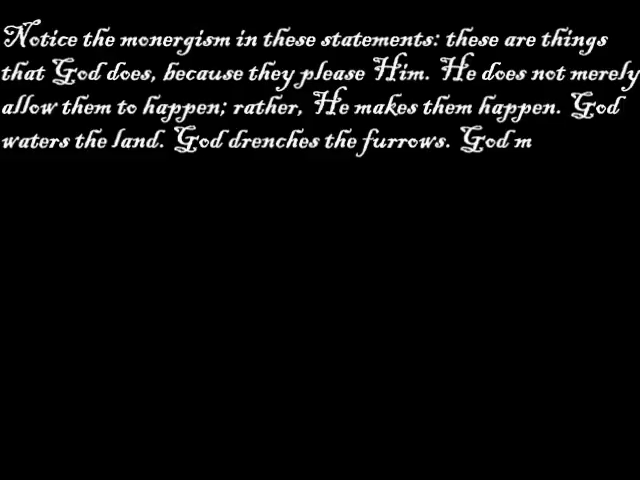 Notice the monergism in these statements: these are things
that God does, because they please Him. He does not merely
allow them to happen; rather, He makes them happen. God
waters the land. God drenches the furrows. God m